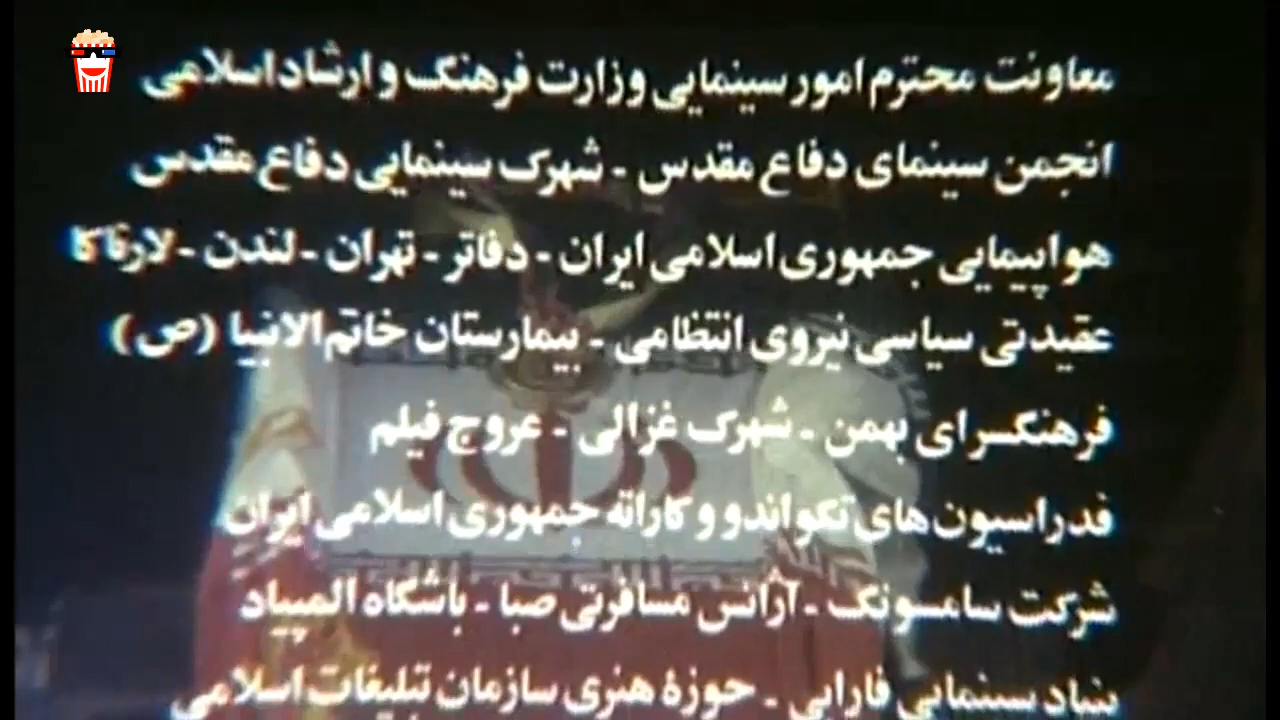 معاونت محترم امور سینمایی وزارت فرهنگ و ارشاد اسلامی
انجمن سینمای دفاع مقدس - شهرک سینمایی دفاع مقدس
هواپیمایی جمهوری اسلامی ایران - دفاتر - تهران - لندن - لارناکا
عقیدتی سیاسی نیروی انتظامی - بیمارستان خاتم الانبیا (ص)
فرهنگسرای بهمن - شهرک غزالی - عروج فیلم
فدراسیون های تکواندو و کاراته جمهوری اسلامی ایران
شرکت سامسونگ - آژانس مسافرتی صبا - باشگاه المپیاد
بنیاد سینمایی فارابی - حوزۀ هنری سازمان تبلیغات اسلامی